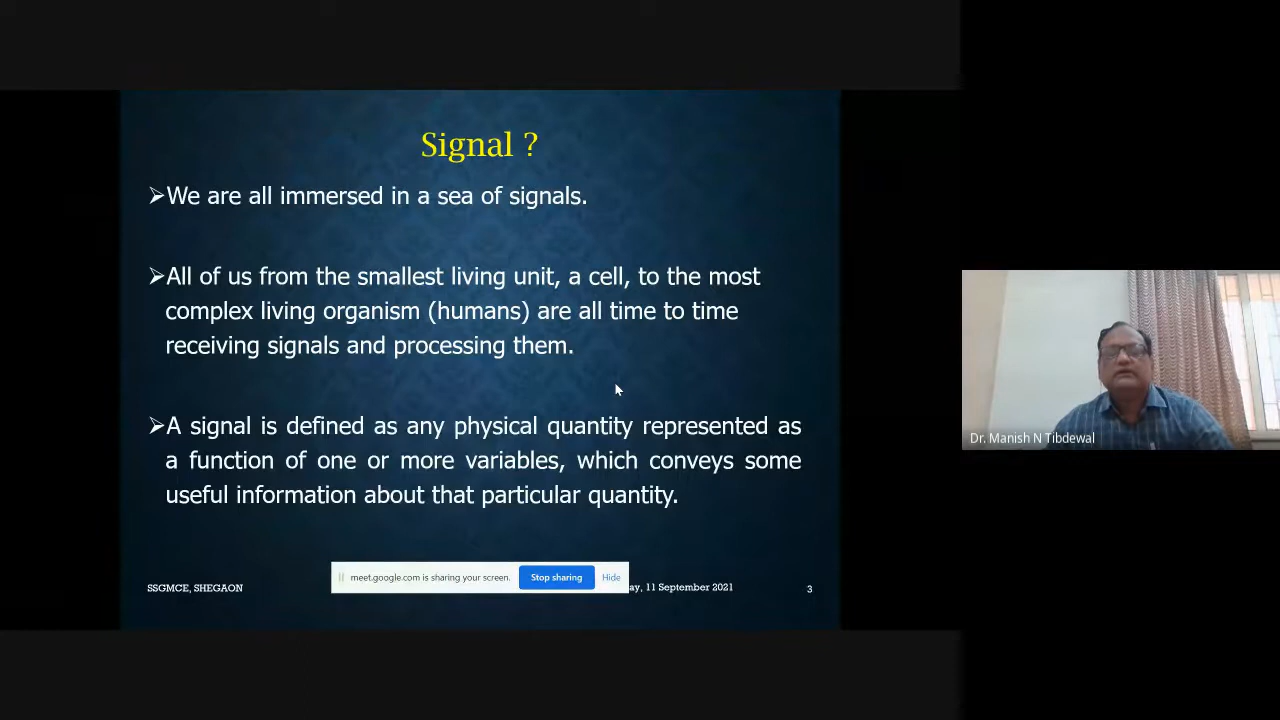 Signal ?
➢We are all immersed in a sea of signals.
➢All of us from the smallest living unit, a cell, to the most
complex living organism (humans) are all time to time
receiving signals and processing them.
➢A signal is defined as any physical quantity represented as
a function of one or more variables, which conveys some
useful information about that particular quantity.
Dr. Manish N Tibdewal
meet.google.com is sharing your screen. Stop sharing Hide
SSGMCE, SHEGAON ay, 11 September 2021 3